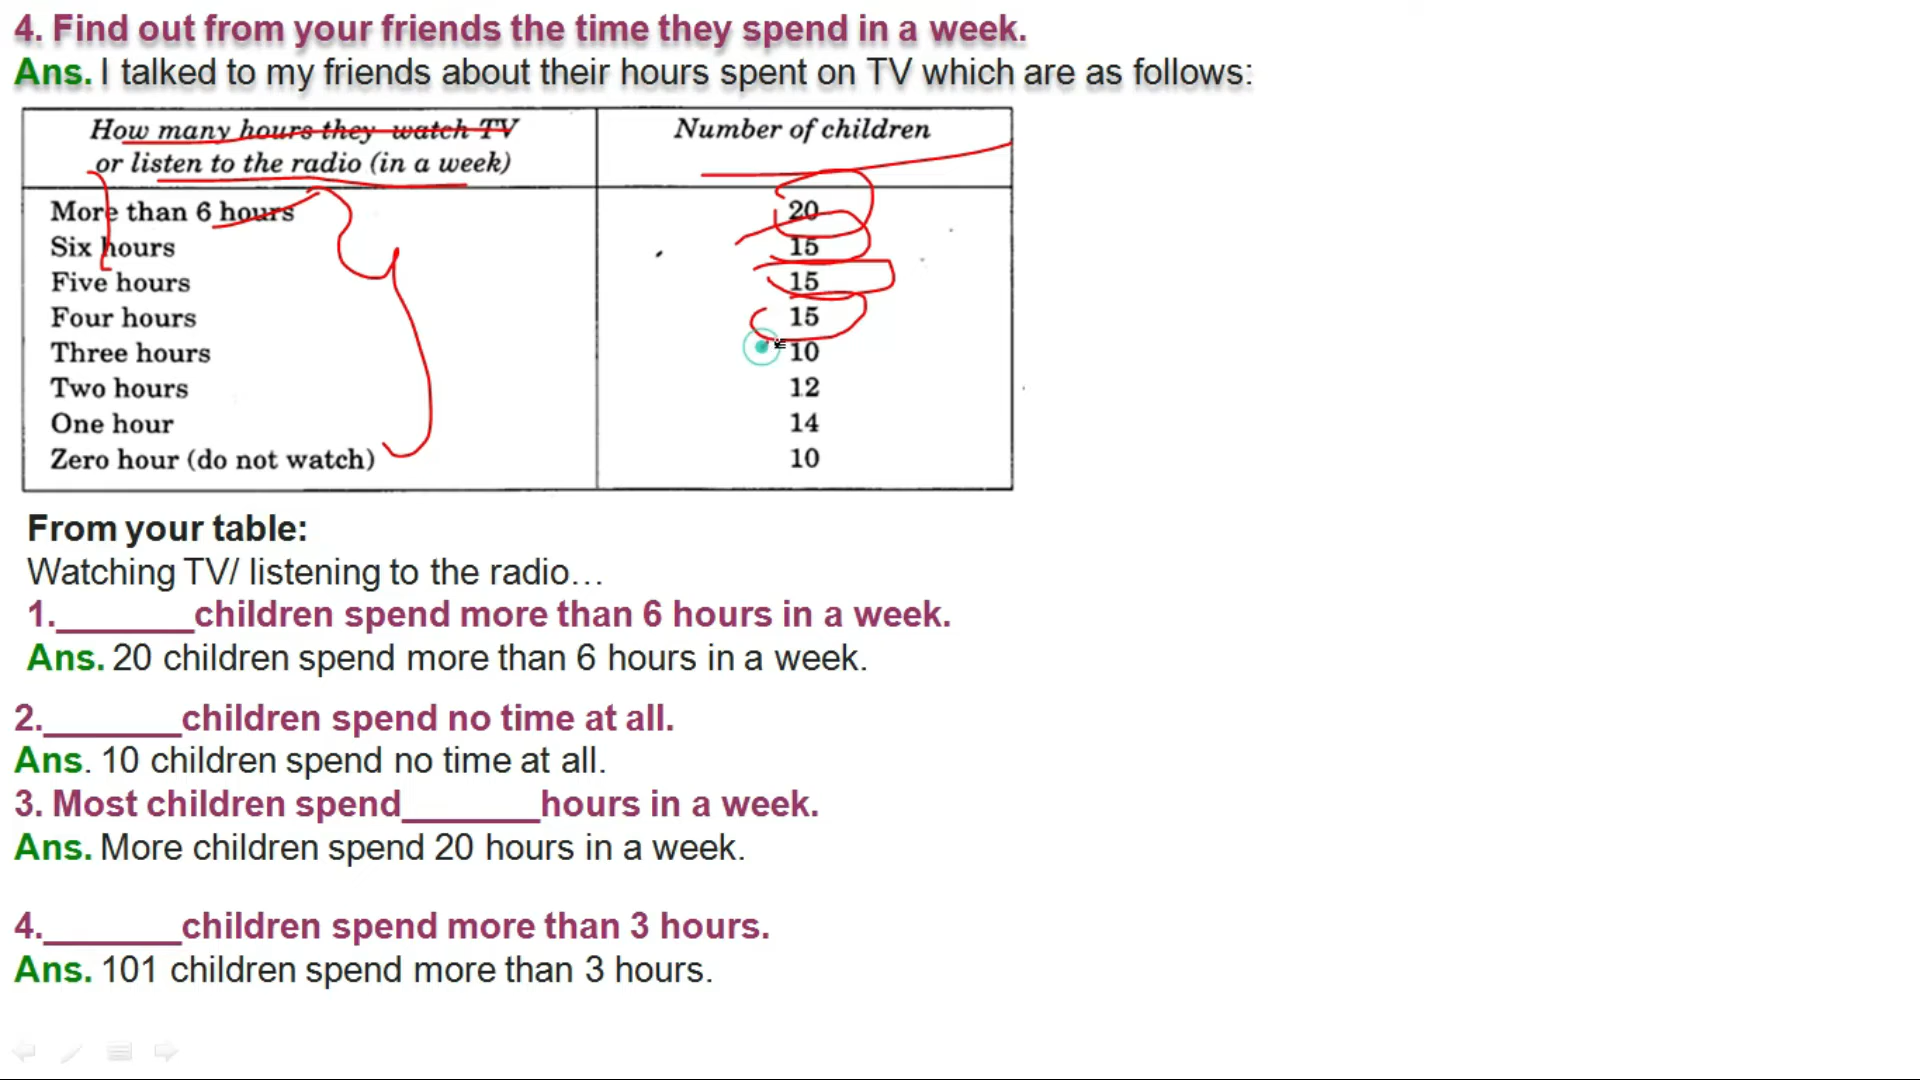 4. Find out from your friends the time they spend in a week.
Ans. I talked to my friends about their hours spent on TV which are as follows:
How many hours they watch TV or listen to the radio (in a week) Number of children
More than 6 hours 20
Six hours 15
Five hours 15
Four hours 15
Three hours 10
Two hours 12
One hour 14
Zero hour (do not watch) 10
From your table:
Watching TV/ listening to the radio…
1._______children spend more than 6 hours in a week.
Ans. 20 children spend more than 6 hours in a week.
2._______children spend no time at all.
Ans. 10 children spend no time at all.
3. Most children spend_______hours in a week.
Ans. More children spend 20 hours in a week.
4._______children spend more than 3 hours.
Ans. 101 children spend more than 3 hours.